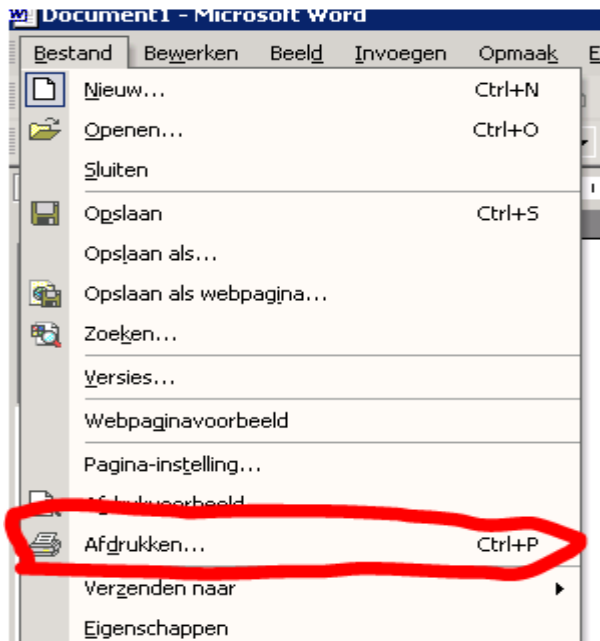 Document1 - Microsoft Word
Bestand Bewerken Beeld Invoegen Opmaak E
Nieuw... Ctrl+N
Openen... Ctrl+O
Sluiten
Opslaan Ctrl+S
Opslaan als...
Opslaan als webpagina...
Zoeken...
Versies...
Webpaginavoorbeeld
Pagina-instelling...
Afdrukvoorbeeld
Afdrukken... Ctrl+P
Verzenden naar
Eigenschappen